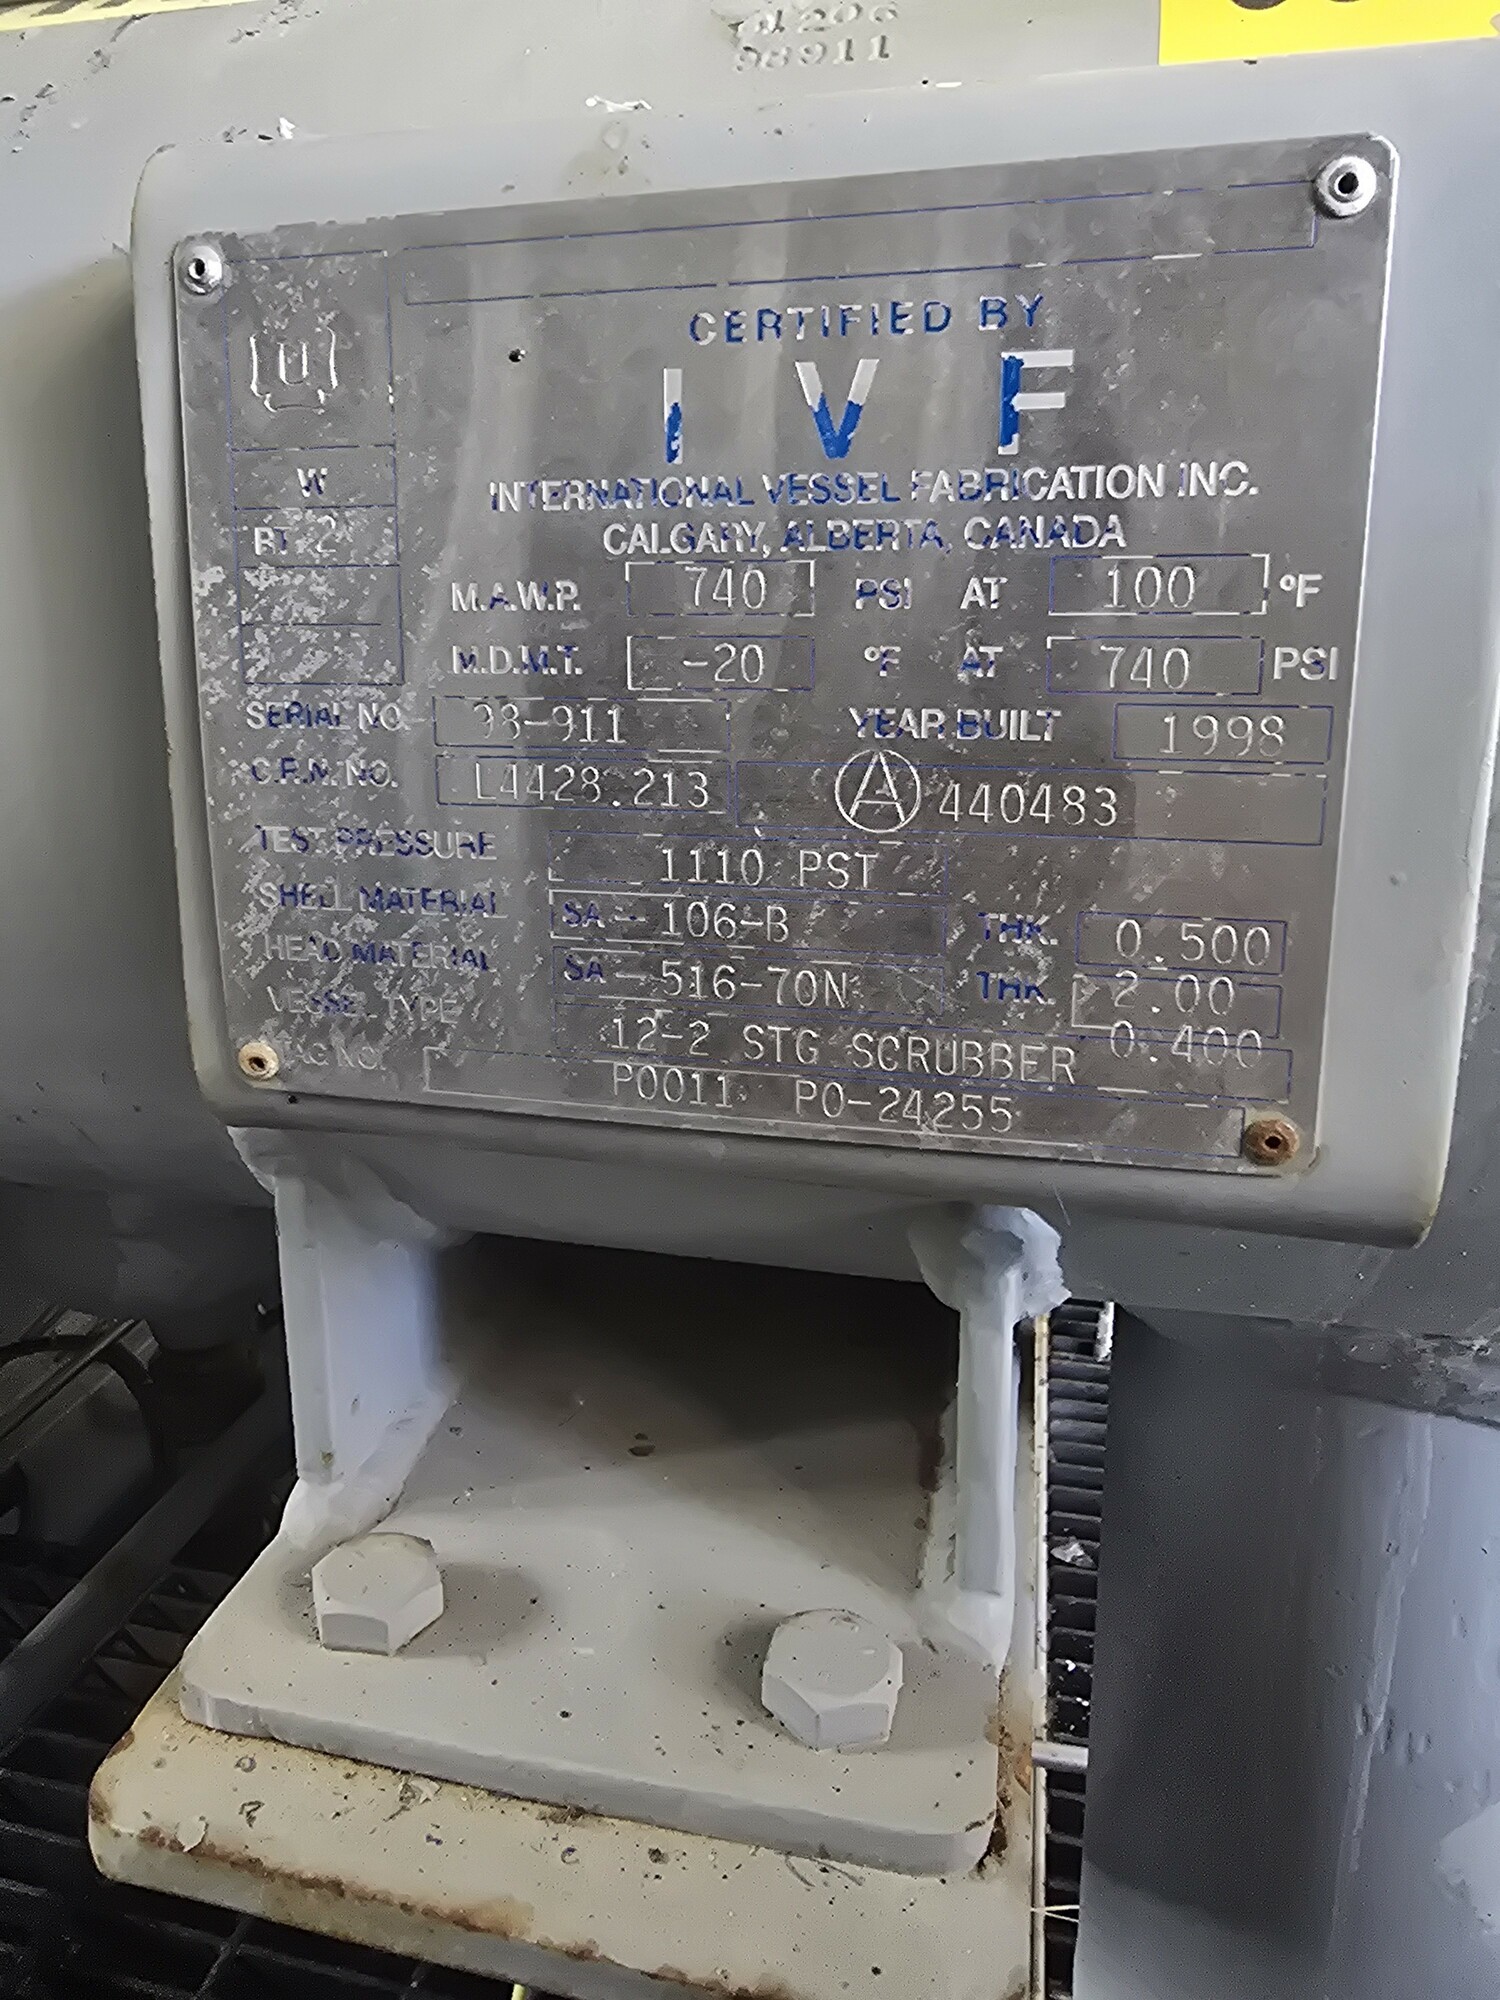 98911
U
W
RT 2
CERTIFIED BY
I V F
INTERNATIONAL VESSEL FABRICATION INC.
CALGARY, ALBERTA, CANADA
M.A.W.P. 740 PSI AT 100 °F
M.D.M.T. -20 °F AT 740 PSI
SERIAL NO. 98-911 YEAR BUILT 1998
C.R.N. NO. L4428.213 A 440483
TEST PRESSURE 1110 PSI
SHELL MATERIAL SA - 106-B THK. 0.500
HEAD MATERIAL SA - 516-70N THK. 2.00
0.400
VESSEL TYPE 12-2 STG SCRUBBER
TAG NO. P0011 PO-24255